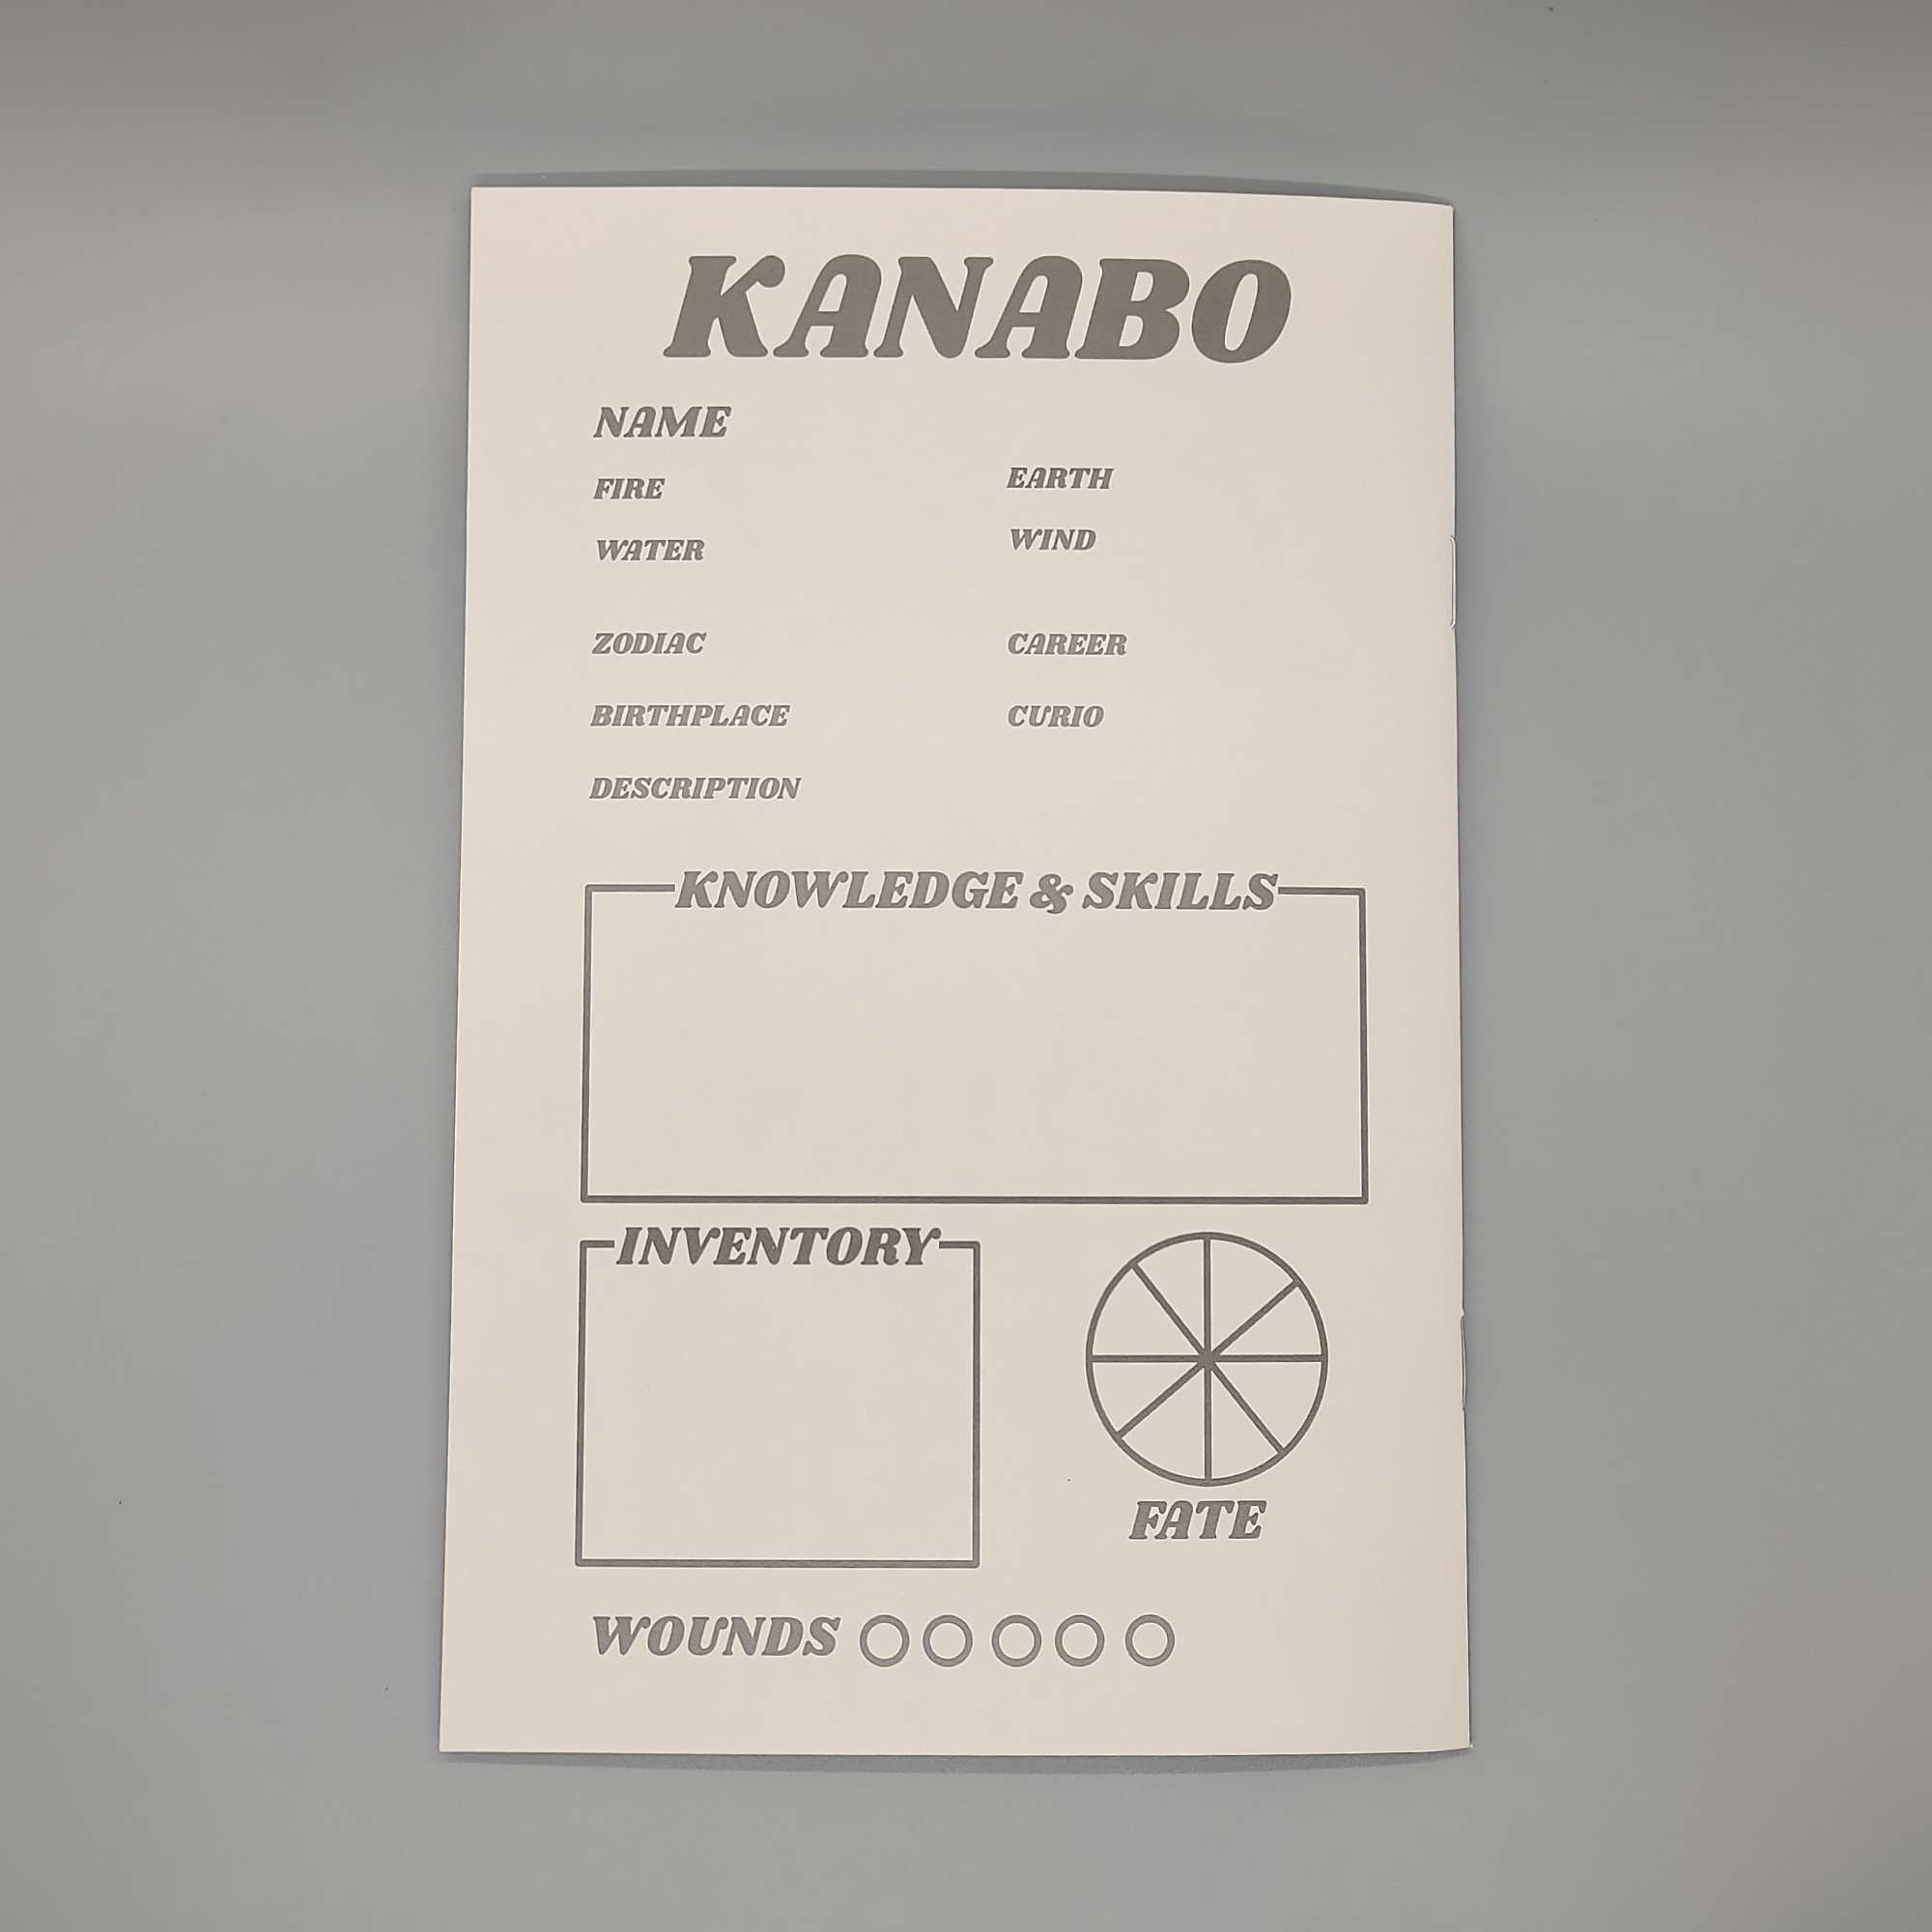 KANABO
NAME
FIRE EARTH
WATER WIND
ZODIAC CAREER
BIRTHPLACE CURIO
DESCRIPTION
KNOWLEDGE & SKILLS
INVENTORY
FATE
WOUNDS